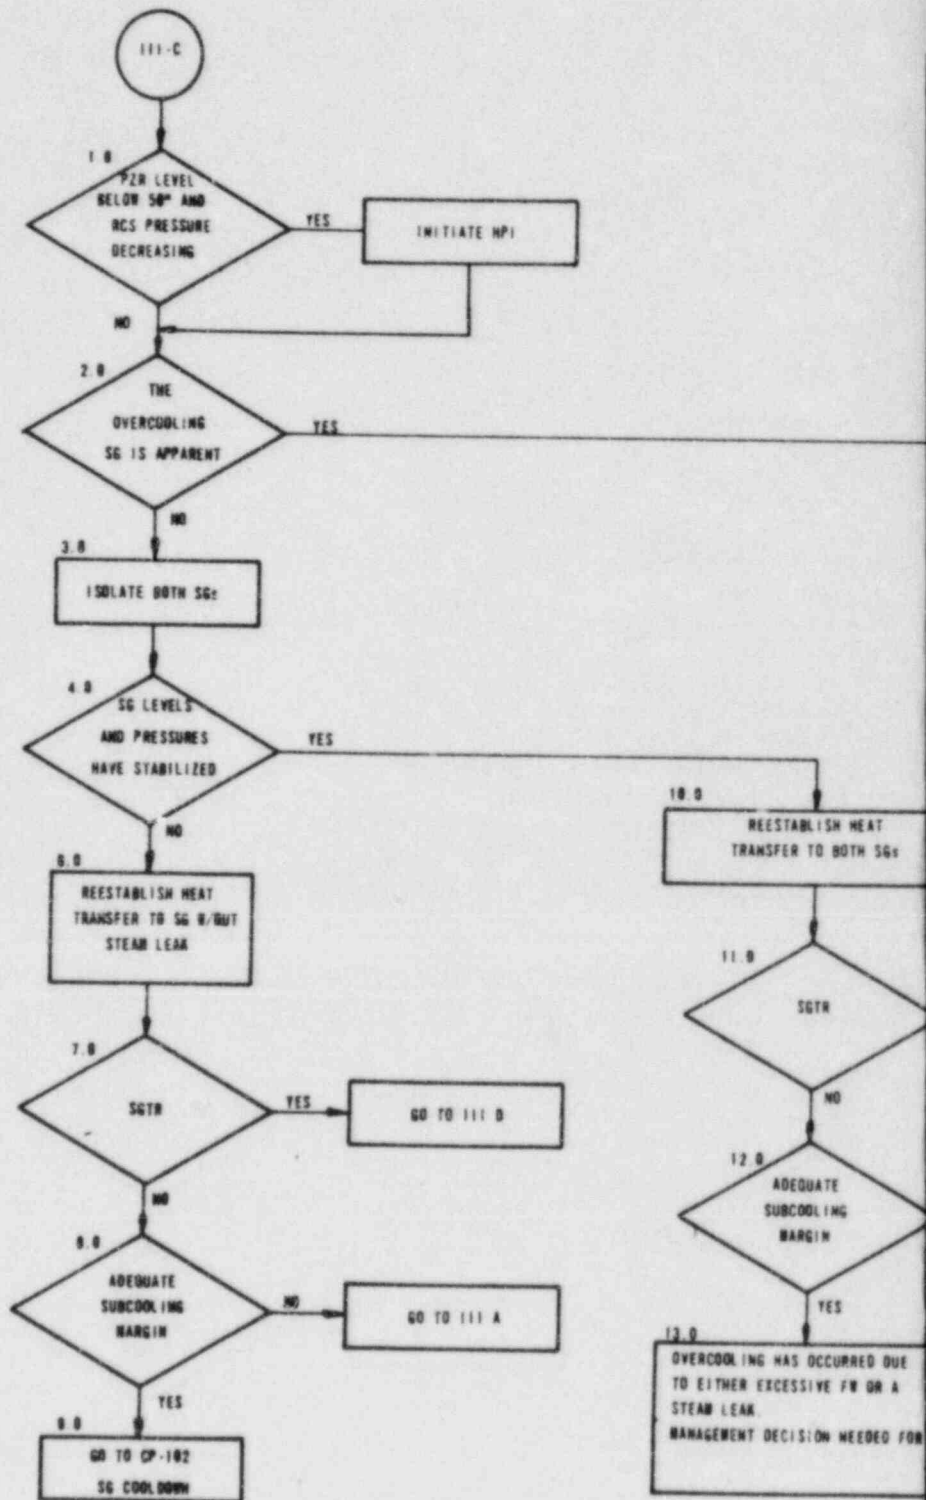 III-C
1.0
PZR LEVEL
BELOW 50" AND
RCS PRESSURE
DECREASING
YES
INITIATE HPI
NO
2.0
THE
OVERCOOLING
SG IS APPARENT
YES
NO
3.0
ISOLATE BOTH SGs
4.0
SG LEVELS
AND PRESSURES
HAVE STABILIZED
YES
NO
10.0
REESTABLISH HEAT
TRANSFER TO BOTH SGs
6.0
REESTABLISH HEAT
TRANSFER TO SG W/OUT
STEAM LEAK
11.0
SGTR
NO
7.0
SGTR
YES
GO TO III D
NO
12.0
ADEQUATE
SUBCOOLING
MARGIN
YES
8.0
ADEQUATE
SUBCOOLING
MARGIN
NO
GO TO III A
YES
13.0
OVERCOOLING HAS OCCURRED DUE
TO EITHER EXCESSIVE FW OR A
STEAM LEAK.
MANAGEMENT DECISION NEEDED FOR
9.0
GO TO CP-102
SG COOLDOWN